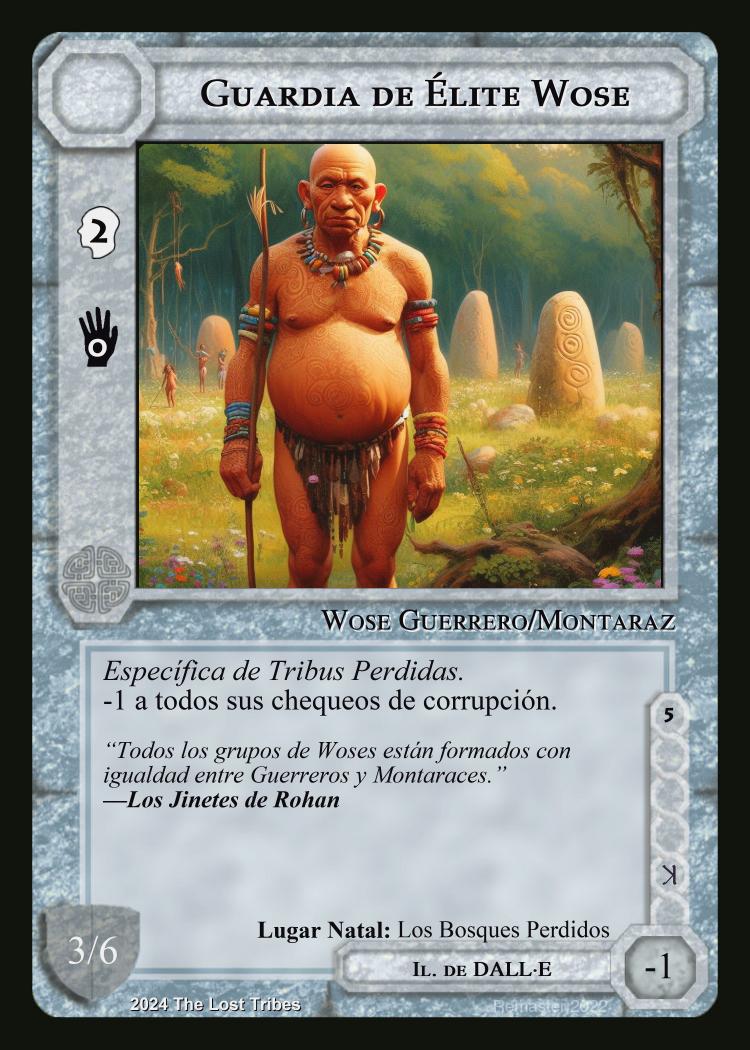 Guardia de Élite Wose
2
0
Wose Guerrero/Montaraz
Específica de Tribus Perdidas.
-1 a todos sus chequeos de corrupción.
5
“Todos los grupos de Woses están formados con
igualdad entre Guerreros y Montaraces.”
—Los Jinetes de Rohan
Lugar Natal: Los Bosques Perdidos
3/6
Il. de DALL·E
-1
2024 The Lost Tribes
Remaster 2022